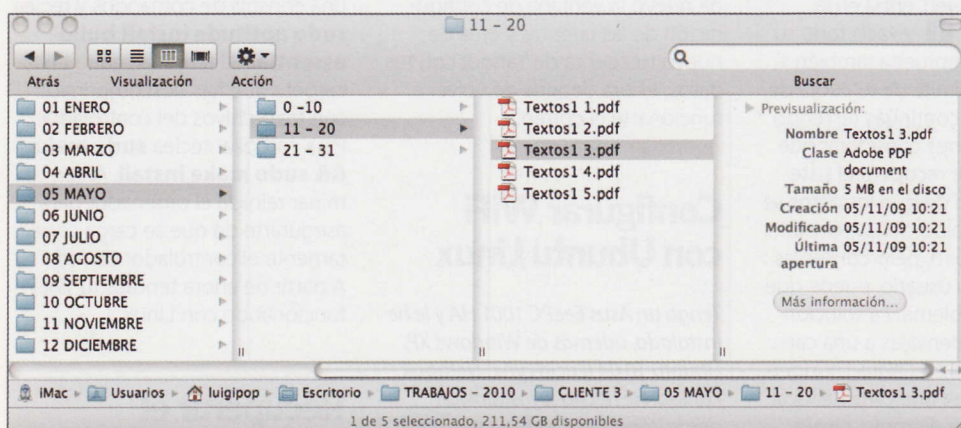 11 – 20
Atrás Visualización Acción Buscar
01 ENERO
02 FEBRERO
03 MARZO
04 ABRIL
05 MAYO
06 JUNIO
07 JULIO
08 AGOSTO
09 SEPTIEMBRE
10 OCTUBRE
11 NOVIEMBRE
12 DICIEMBRE
0 –10
11 – 20
21 – 31
Textos1 1.pdf
Textos1 2.pdf
Textos1 3.pdf
Textos1 4.pdf
Textos1 5.pdf
Previsualización:
Nombre Textos1 3.pdf
Clase Adobe PDF
documento
Tamaño 5 MB en el disco
Creación 05/11/09 10:21
Modificado 05/11/09 10:21
Última 05/11/09 10:21
apertura
Más información...
iMac Usuarios luigipop Escritorio TRABAJOS – 2010 CLIENTE 3 05 MAYO 11 – 20 Textos1 3.pdf
1 de 5 seleccionado, 211,54 GB disponibles